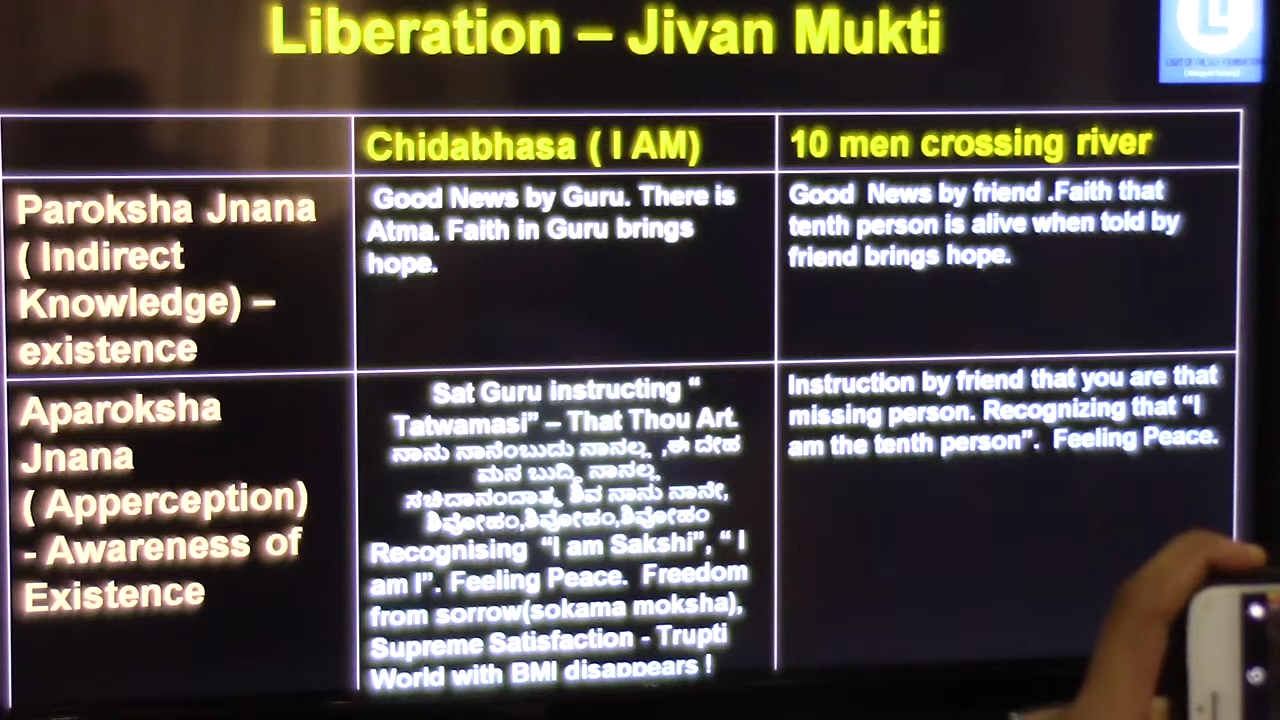 Liberation – Jivan Mukti
Chidabhasa ( I AM)
10 men crossing river
Paroksha Jnana
( Indirect
Knowledge) –
existence
Good News by Guru. There is
Atma. Faith in Guru brings
hope.
Good News by friend .Faith that
tenth person is alive when told by
friend brings hope.
Aparoksha
Jnana
( Apperception)
- Awareness of
Existence
Sat Guru instructing “
Tatwamasi” – That Thou Art.
ನಾನು ನಾನೆಂಬುದು ನಾನಲ್ಲ ,ಈ ದೇಹ
ಮನ ಬುದ್ಧಿ ನಾನಲ್ಲ
ಸಚಿದಾನಂದಾತ್ಮ ಶಿವ ನಾನು ನಾನೇ,
ಶಿವೋಹಂ,ಶಿವೋಹಂ,ಶಿವೋಹಂ
Recognising “I am Sakshi”, “ I
am I”. Feeling Peace. Freedom
from sorrow(sokama moksha),
Supreme Satisfaction - Trupti
World with BMI disappears !
Instruction by friend that you are that
missing person. Recognizing that “I
am the tenth person”. Feeling Peace.